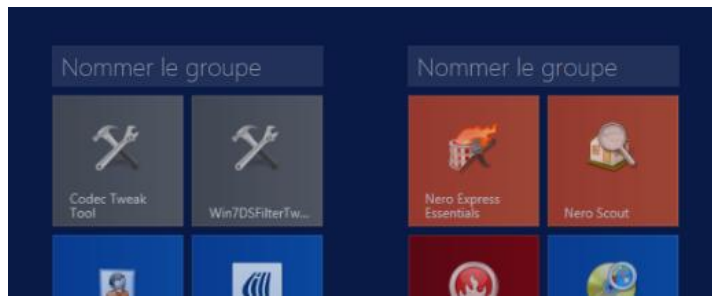 Nommer le groupe
Nommer le groupe
Codec Tweak
Tool
Win7DSFilterTw...
Nero Express
Essentials
Nero Scout